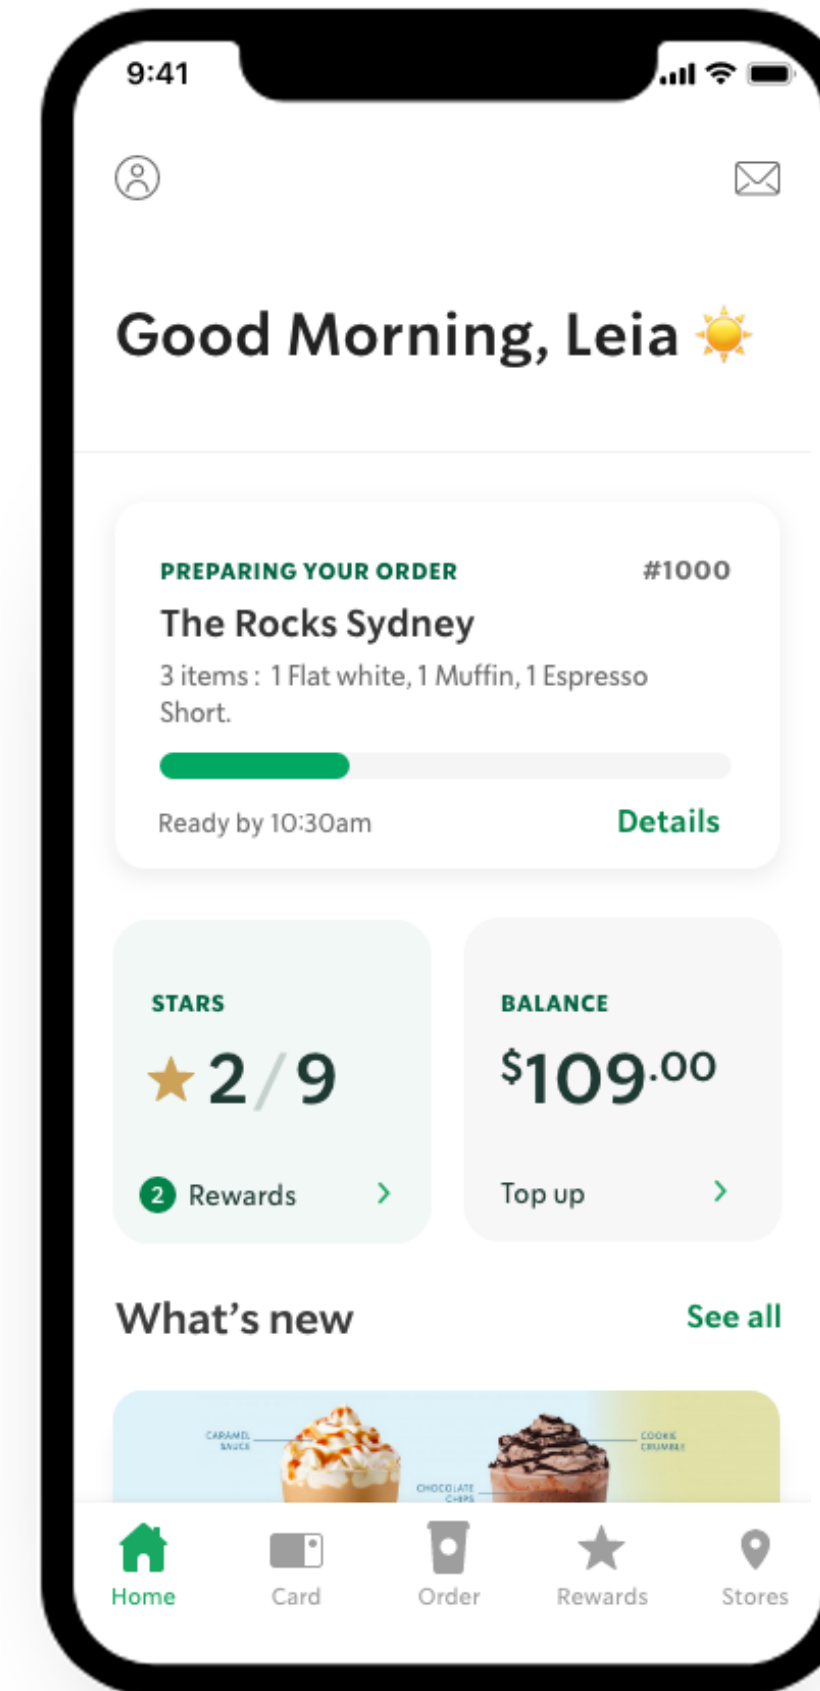 9:41
Good Morning, Leia
PREPARING YOUR ORDER #1000
The Rocks Sydney
3 items : 1 Flat white, 1 Muffin, 1 Espresso
Short.
Ready by 10:30am Details
STARS
2/9
2 Rewards
BALANCE
$109.00
Top up
What's new See all
CARAMEL
SAUCE
COOKIE
CRUMBLE
CHOCOLATE
CHIPS
Home Card Order Rewards Stores